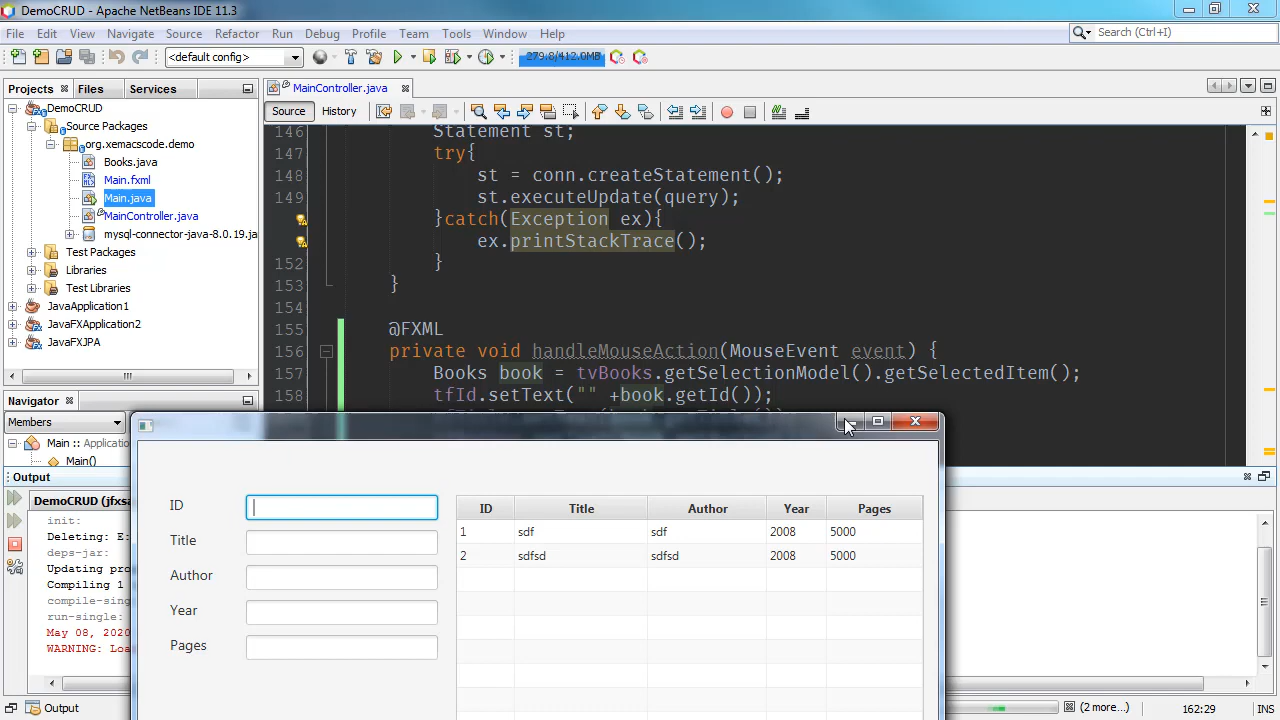 DemoCRUD - Apache NetBeans IDE 11.3
File Edit View Navigate Source Refactor Run Debug Profile Team Tools Window Help
Search (Ctrl+I)
<default config>
279.8/412.0MB
Projects Files Services
MainController.java
DemoCRUD
Source Packages
org.xemacscode.demo
Books.java
Main.fxml
Main.java
MainController.java
mysql-connector-java-8.0.19.ja
Test Packages
Libraries
Test Libraries
JavaApplication1
JavaFXApplication2
JavaFXJPA
Navigator
Members
Main :: Applicatio
Main()
Source History
146 Statement st;
147 try{
148 st = conn.createStatement();
149 st.executeUpdate(query);
}catch(Exception ex){
ex.printStackTrace();
152 }
153 }
154
155 @FXML
156 private void handleMouseAction(MouseEvent event) {
157 Books book = tvBooks.getSelectionModel().getSelectedItem();
158 tfId.setText("" +book.getId());
Output
DemoCRUD (jfxsa
init:
Deleting: E:
deps-jar:
Updating pro
Compiling 1
compile-sing
run-single:
May 08, 2020
WARNING: Loa
ID
Title
Author
Year
Pages
ID Title Author Year Pages
1 sdf sdf 2008 5000
2 sdfsd sdfsd 2008 5000
Output
(2 more...)
162:29
INS